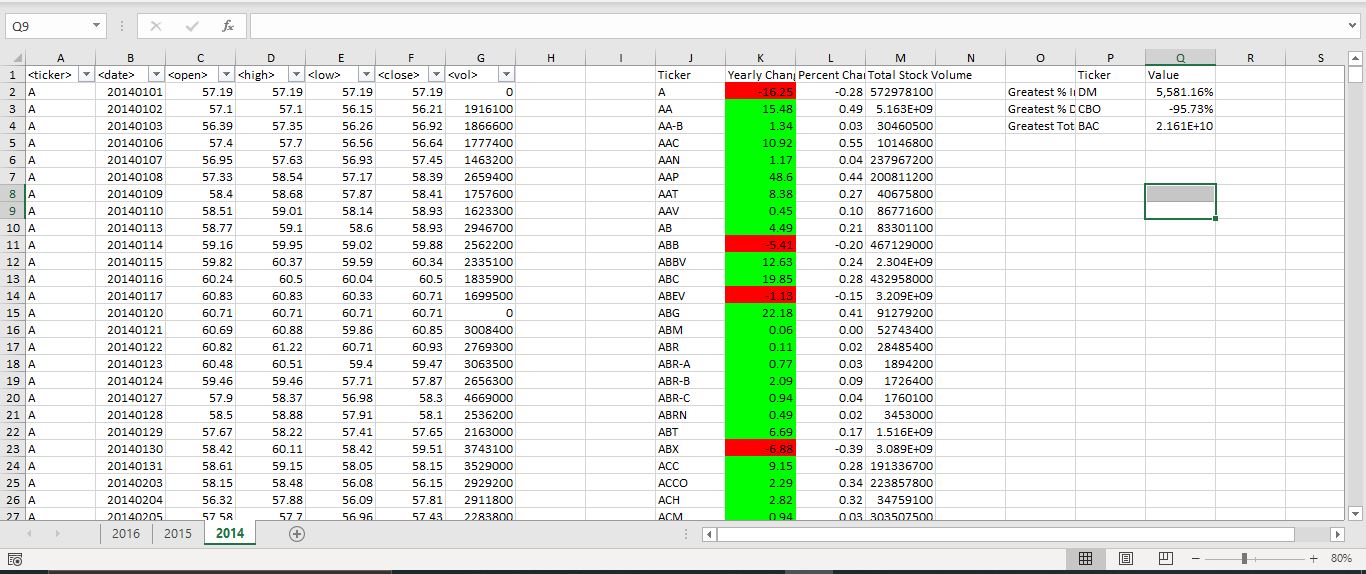 Q9 fx
A B C D E F G H I J K L M N O P Q R S
1 <ticker> <date> <open> <high> <low> <close> <vol> Ticker Yearly Chang Percent Char Total Stock Volume Ticker Value
2 A 20140101 57.19 57.19 57.19 57.19 0 A -16.25 -0.28 572978100 Greatest % I DM 5,581.16%
3 A 20140102 57.1 57.1 56.15 56.21 1916100 AA 15.48 0.49 5.163E+09 Greatest % D CBO -95.73%
4 A 20140103 56.39 57.35 56.26 56.92 1866600 AA-B 1.34 0.03 30460500 Greatest Tot BAC 2.161E+10
5 A 20140106 57.4 57.7 56.56 56.64 1777400 AAC 10.92 0.55 10146800
6 A 20140107 56.95 57.63 56.93 57.45 1463200 AAN 1.17 0.04 237967200
7 A 20140108 57.33 58.54 57.17 58.39 2659400 AAP 48.6 0.44 200811200
8 A 20140109 58.4 58.68 57.87 58.41 1757600 AAT 8.38 0.27 40675800
9 A 20140110 58.51 59.01 58.14 58.93 1623300 AAV 0.45 0.10 86771600
10 A 20140113 58.77 59.1 58.6 58.93 2946700 AB 4.49 0.21 83301100
11 A 20140114 59.16 59.95 59.02 59.88 2562200 ABB -5.41 -0.20 467129000
12 A 20140115 59.82 60.37 59.59 60.34 2335100 ABBV 12.63 0.24 2.304E+09
13 A 20140116 60.24 60.5 60.04 60.5 1835900 ABC 19.85 0.28 432958000
14 A 20140117 60.83 60.83 60.33 60.71 1699500 ABEV -1.13 -0.15 3.209E+09
15 A 20140120 60.71 60.71 60.71 60.71 0 ABG 22.18 0.41 91279200
16 A 20140121 60.69 60.88 59.86 60.85 3008400 ABM 0.06 0.00 52743400
17 A 20140122 60.82 61.22 60.71 60.93 2769300 ABR 0.11 0.02 28485400
18 A 20140123 60.48 60.51 59.4 59.47 3063500 ABR-A 0.77 0.03 1894200
19 A 20140124 59.46 59.46 57.71 57.87 2656300 ABR-B 2.09 0.09 1726400
20 A 20140127 57.9 58.37 56.98 58.3 4669000 ABR-C 0.94 0.04 1760100
21 A 20140128 58.5 58.88 57.91 58.1 2536200 ABRN 0.49 0.02 3453000
22 A 20140129 57.67 58.22 57.41 57.65 2163000 ABT 6.69 0.17 1.516E+09
23 A 20140130 58.42 60.11 58.42 59.51 3743100 ABX -6.88 -0.39 3.089E+09
24 A 20140131 58.61 59.15 58.05 58.15 3529000 ACC 9.15 0.28 191336700
25 A 20140203 58.15 58.48 56.08 56.15 2929200 ACCO 2.29 0.34 223857800
26 A 20140204 56.32 57.88 56.09 57.81 2911800 ACH 2.82 0.32 34759100
27 A 20140205 57.58 57.7 56.96 57.43 2283800 ACM 0.94 0.03 303507500
2016 2015 2014
80%